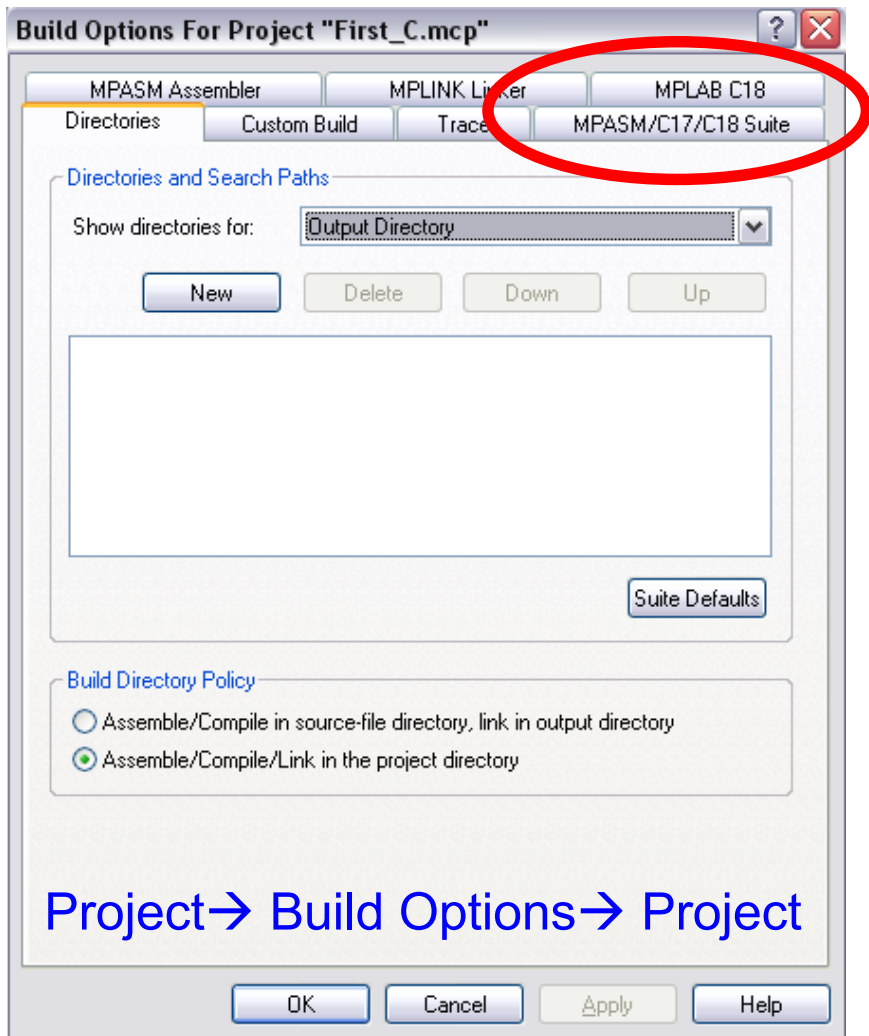 Build Options For Project "First_C.mcp"
?
MPASM Assembler MPLINK Linker MPLAB C18
Directories Custom Build Trace MPASM/C17/C18 Suite
Directories and Search Paths
Show directories for: Output Directory
New Delete Down Up
Suite Defaults
Build Directory Policy
Assemble/Compile in source-file directory, link in output directory
Assemble/Compile/Link in the project directory
Project→ Build Options→ Project
OK Cancel Apply Help